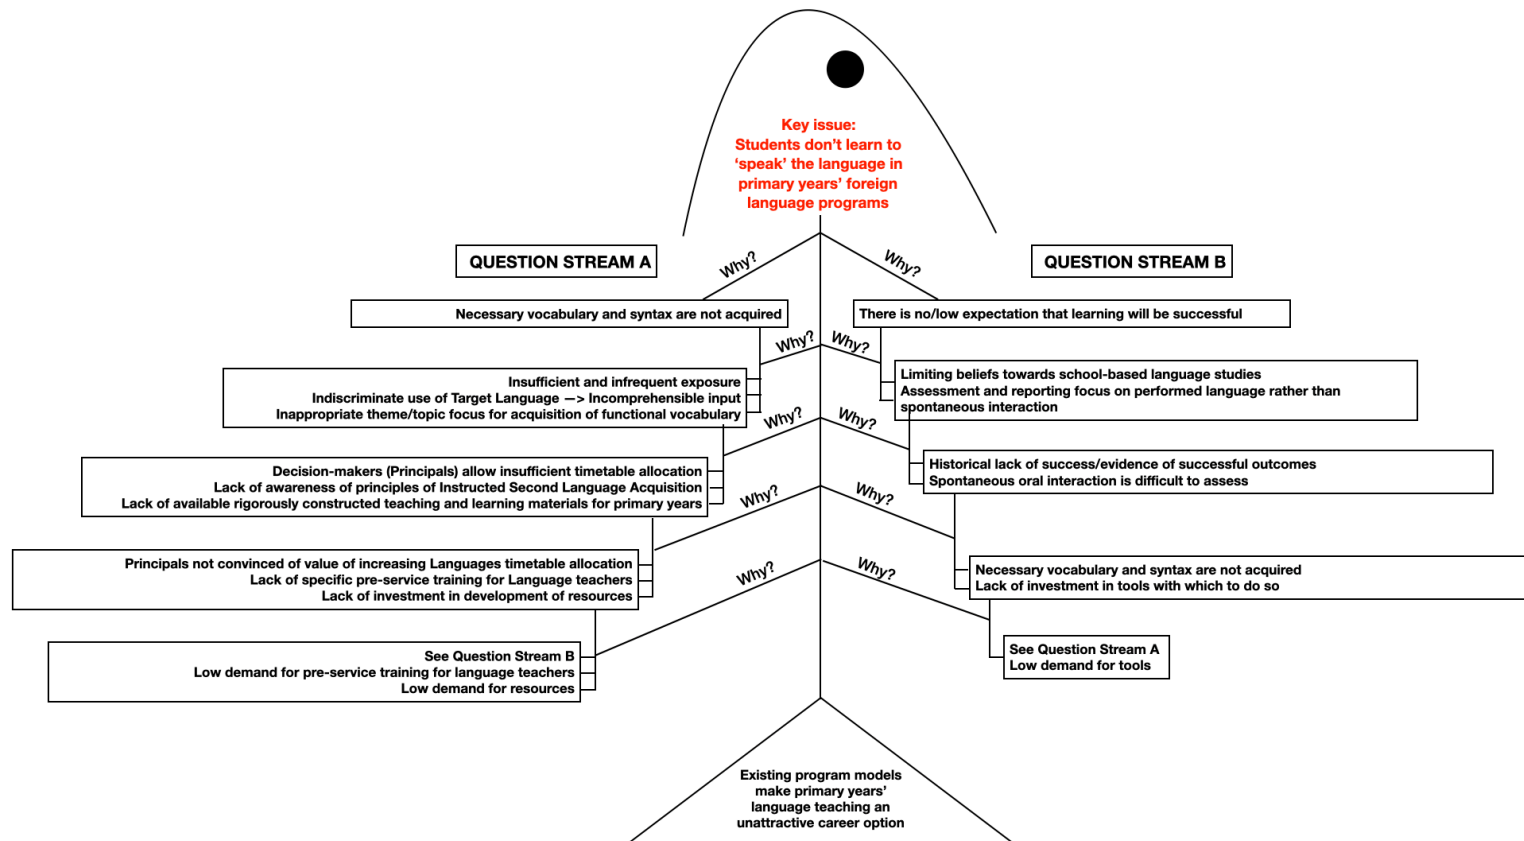 Key issue:
Students don't learn to
‘speak’ the language in
primary years’ foreign
language programs
QUESTION STREAM A
QUESTION STREAM B
Why?
Why?
Necessary vocabulary and syntax are not acquired
There is no/low expectation that learning will be successful
Why?
Why?
Insufficient and infrequent exposure
Indiscriminate use of Target Language —> Incomprehensible input
Inappropriate theme/topic focus for acquisition of functional vocabulary
Limiting beliefs towards school-based language studies
Assessment and reporting focus on performed language rather than
spontaneous interaction
Why?
Why?
Decision-makers (Principals) allow insufficient timetable allocation
Lack of awareness of principles of Instructed Second Language Acquisition
Lack of available rigorously constructed teaching and learning materials for primary years
Historical lack of success/evidence of successful outcomes
Spontaneous oral interaction is difficult to assess
Why?
Why?
Principals not convinced of value of increasing Languages timetable allocation
Lack of specific pre-service training for Language teachers
Lack of investment in development of resources
Necessary vocabulary and syntax are not acquired
Lack of investment in tools with which to do so
Why?
Why?
See Question Stream B
Low demand for pre-service training for language teachers
Low demand for resources
See Question Stream A
Low demand for tools
Existing program models
make primary years’
language teaching an
unattractive career option